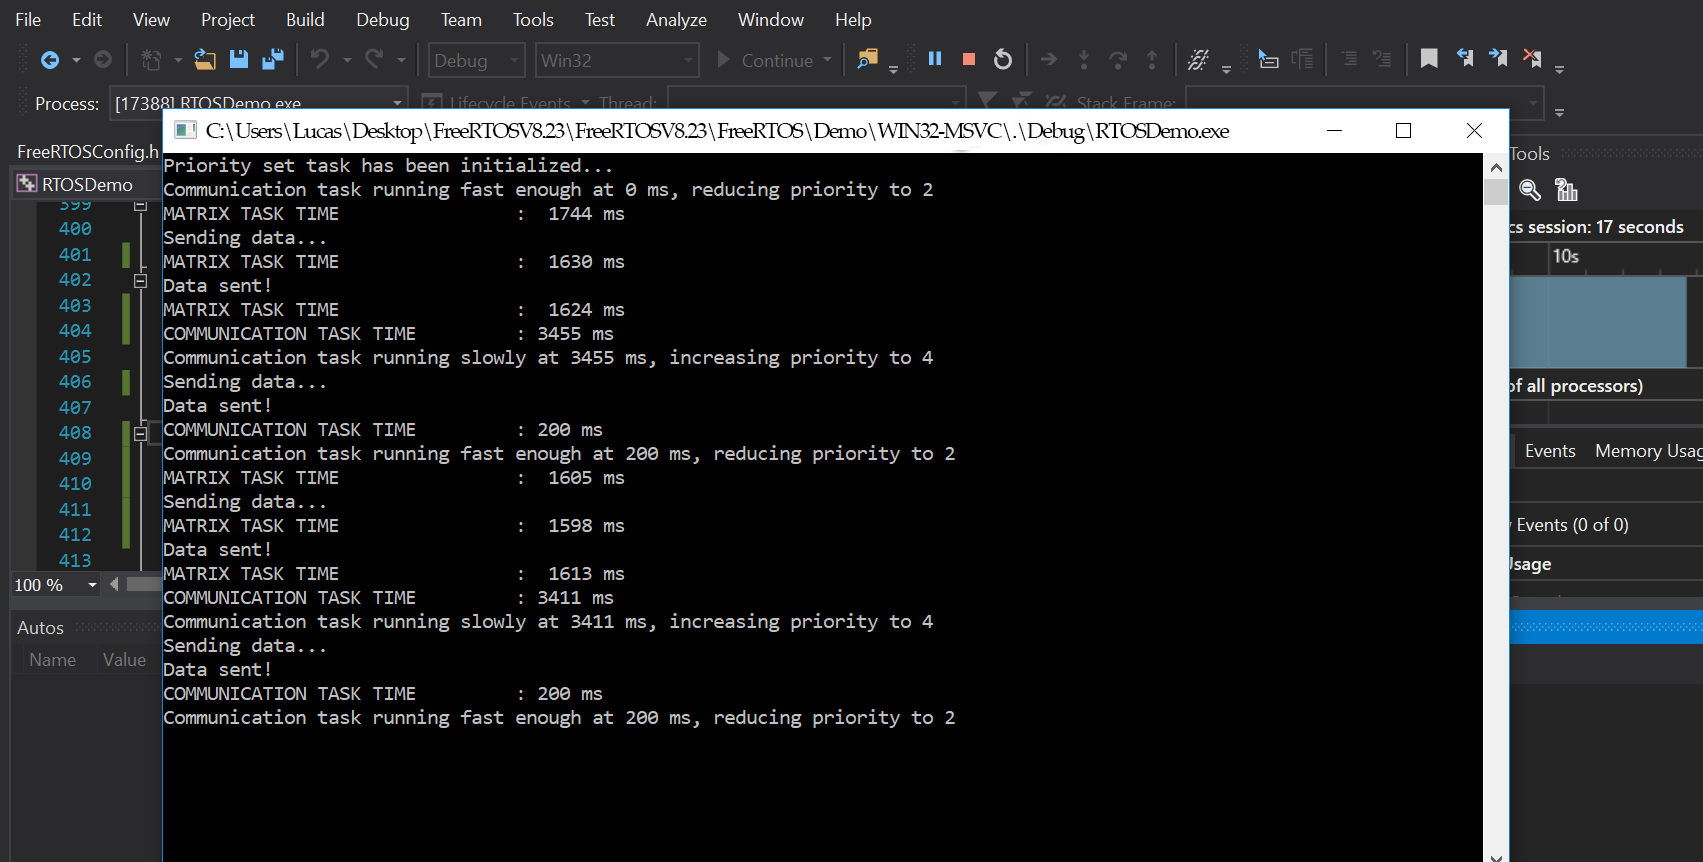 File Edit View Project Build Debug Team Tools Test Analyze Window Help
Debug Win32 Continue
Process: [17388] RTOSDemo.exe Lifecycle Events Thread: Stack Frame:
C:\Users\Lucas\Desktop\FreeRTOSV8.23\FreeRTOSV8.23\FreeRTOS\Demo\WIN32-MSVC\.\Debug\RTOSDemo.exe
FreeRTOSConfig.h
Tools
RTOSDemo
Priority set task has been initialized...
Communication task running fast enough at 0 ms, reducing priority to 2
MATRIX TASK TIME : 1744 ms
Sending data...
MATRIX TASK TIME : 1630 ms
Data sent!
MATRIX TASK TIME : 1624 ms
COMMUNICATION TASK TIME : 3455 ms
Communication task running slowly at 3455 ms, increasing priority to 4
Sending data...
Data sent!
COMMUNICATION TASK TIME : 200 ms
Communication task running fast enough at 200 ms, reducing priority to 2
MATRIX TASK TIME : 1605 ms
Sending data...
MATRIX TASK TIME : 1598 ms
Data sent!
MATRIX TASK TIME : 1613 ms
COMMUNICATION TASK TIME : 3411 ms
Communication task running slowly at 3411 ms, increasing priority to 4
Sending data...
Data sent!
COMMUNICATION TASK TIME : 200 ms
Communication task running fast enough at 200 ms, reducing priority to 2
399
400
401
402
403
404
405
406
407
408
409
410
411
412
413
100 %
Autos
Name Value
cs session: 17 seconds
10s
of all processors)
Events Memory Usag
Events (0 of 0)
Usage